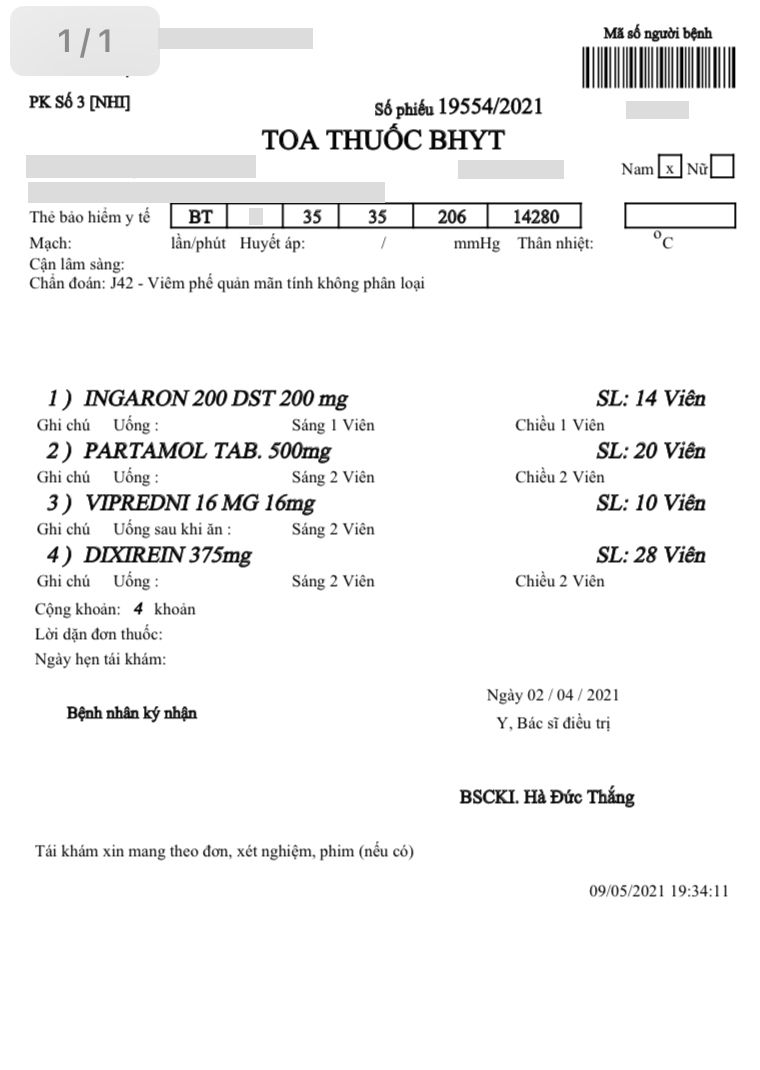 1/1
Mã số người bệnh
PK Số 3 [NHI]
Số phiếu 19554/2021
TOA THUỐC BHYT
Nam x Nữ
Thẻ bảo hiểm y tế BT 35 35 206 14280
Mạch: lần/phút Huyết áp: / mmHg Thân nhiệt: °C
Cận lâm sàng:
Chẩn đoán: J42 - Viêm phế quản mãn tính không phân loại
1 ) INGARON 200 DST 200 mg SL: 14 Viên
Ghi chú Uống : Sáng 1 Viên Chiều 1 Viên
2 ) PARTAMOL TAB. 500mg SL: 20 Viên
Ghi chú Uống : Sáng 2 Viên Chiều 2 Viên
3 ) VIPREDNI 16 MG 16mg SL: 10 Viên
Ghi chú Uống sau khi ăn : Sáng 2 Viên
4 ) DIXIREIN 375mg SL: 28 Viên
Ghi chú Uống : Sáng 2 Viên Chiều 2 Viên
Cộng khoản: 4 khoản
Lời dặn đơn thuốc:
Ngày hẹn tái khám:
Ngày 02 / 04 / 2021
Bệnh nhân ký nhận
Y, Bác sĩ điều trị
BSCKI. Hà Đức Thắng
Tái khám xin mang theo đơn, xét nghiệm, phim (nếu có)
09/05/2021 19:34:11